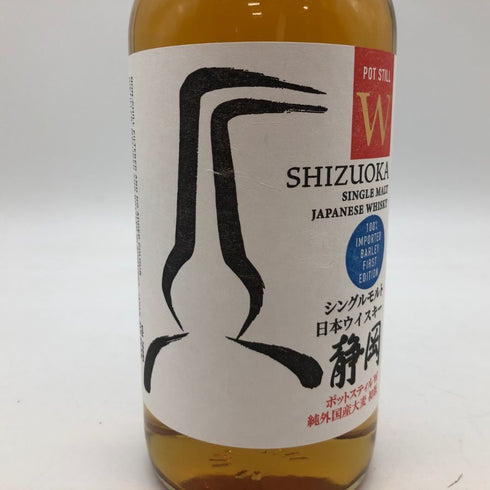 POT STILL
W
SHIZUOKA
SINGLE MALT
JAPANESE WHISKY
100%
IMPORTED
BARLEY
FIRST
EDITION
シングルモルト
日本ウイスキー
静岡
ポットスティルW
純外国産大麦 初版